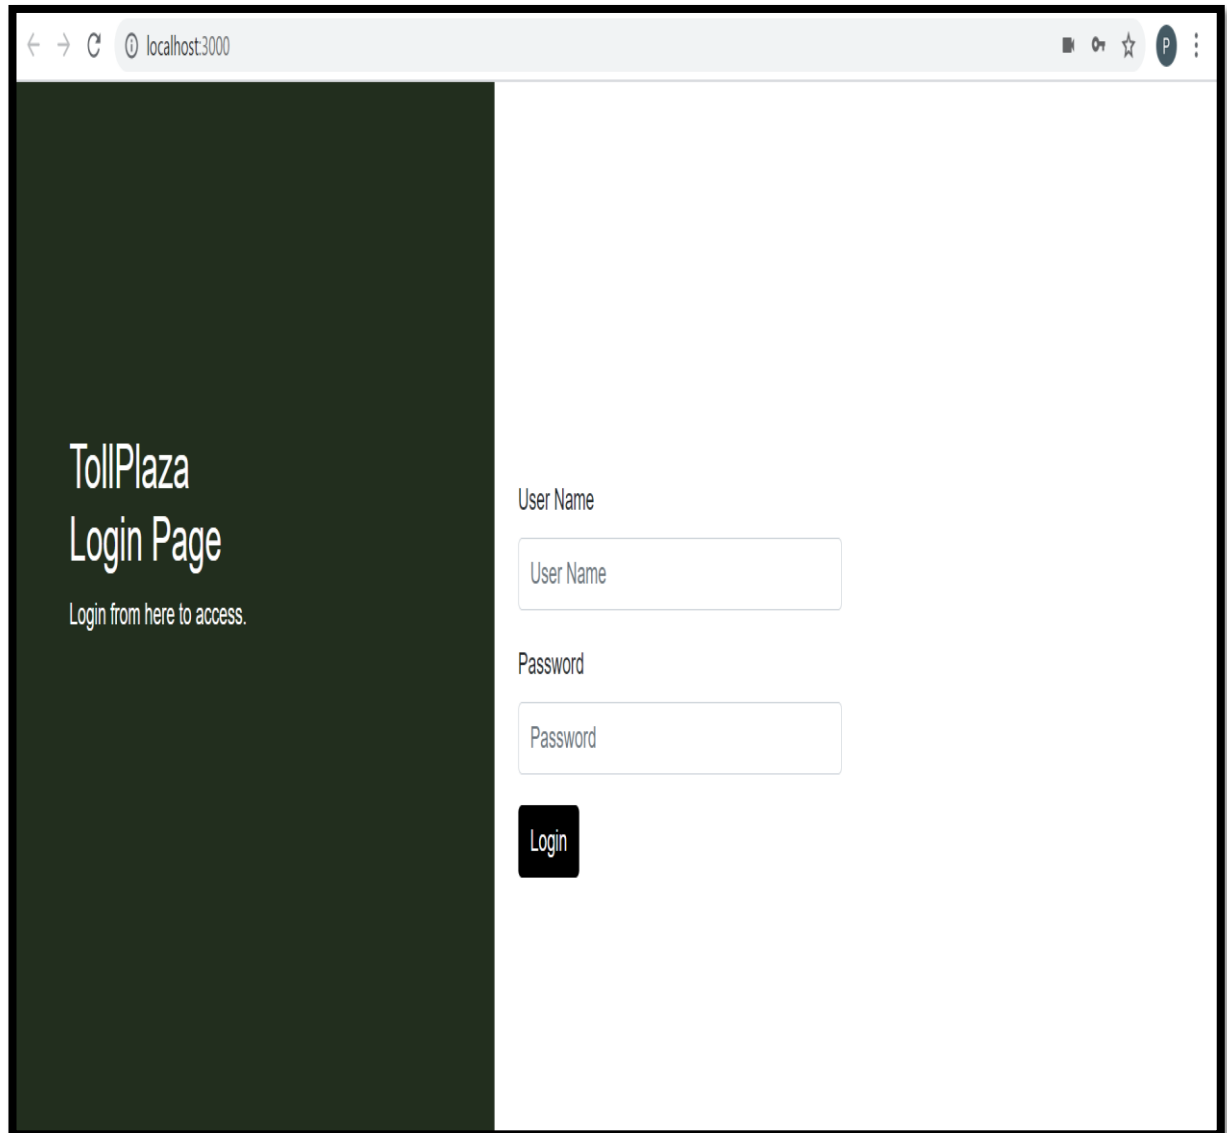 localhost:3000
P
TollPlaza
Login Page
Login from here to access.
User Name
User Name
Password
Password
Login